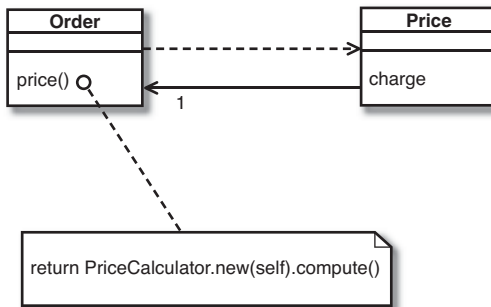 Order
Price
price()
charge
1
return PriceCalculator.new(self).compute()